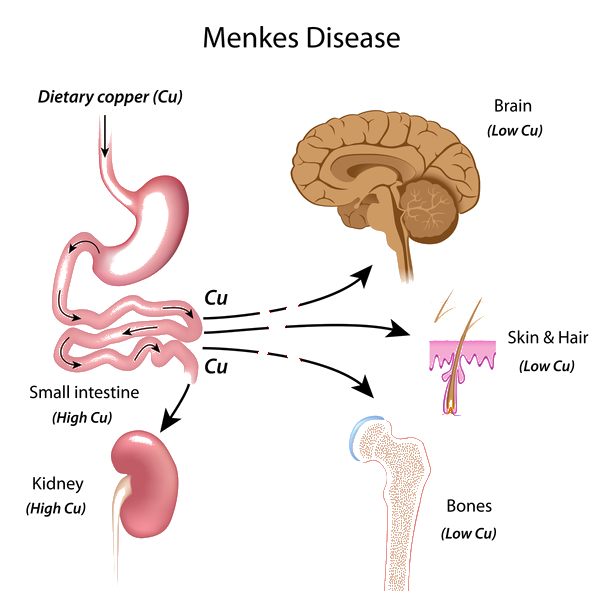 Menkes Disease
Dietary copper (Cu)
Brain
(Low Cu)
Cu
Skin & Hair
(Low Cu)
Cu
Small intestine
(High Cu)
Kidney
(High Cu)
Bones
(Low Cu)